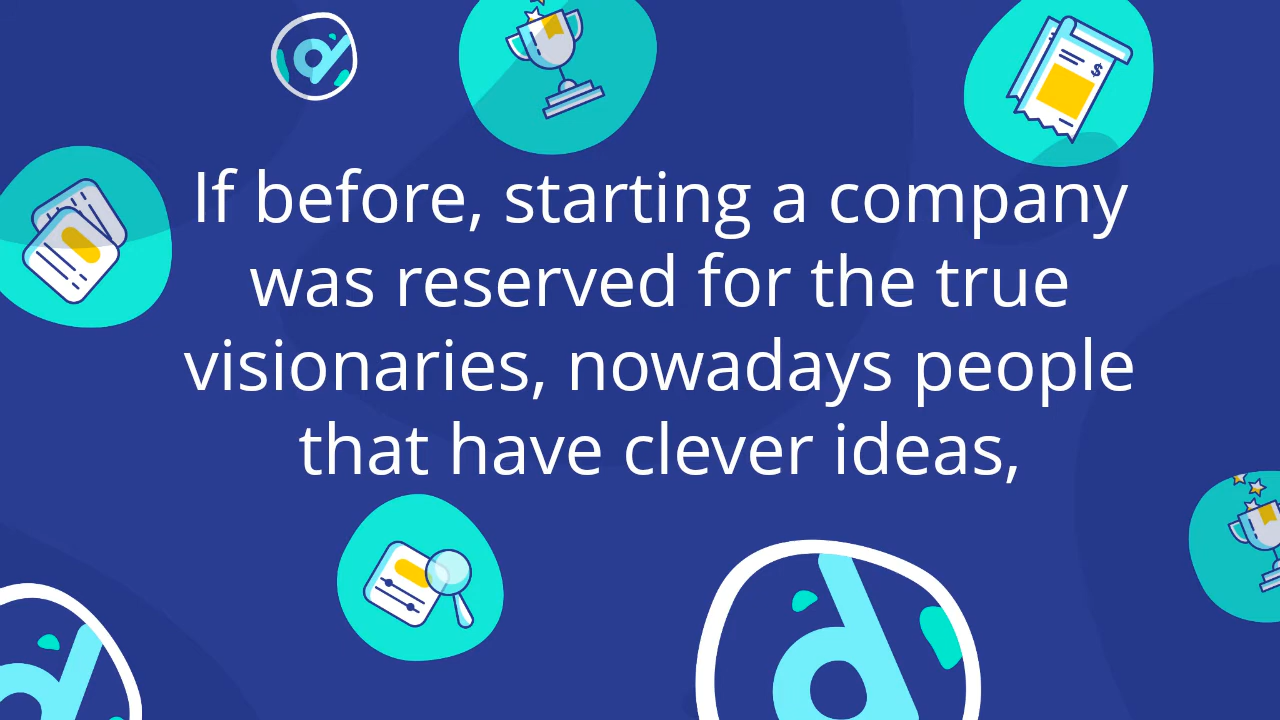 If before, starting a company
was reserved for the true
visionaries, nowadays people
that have clever ideas,